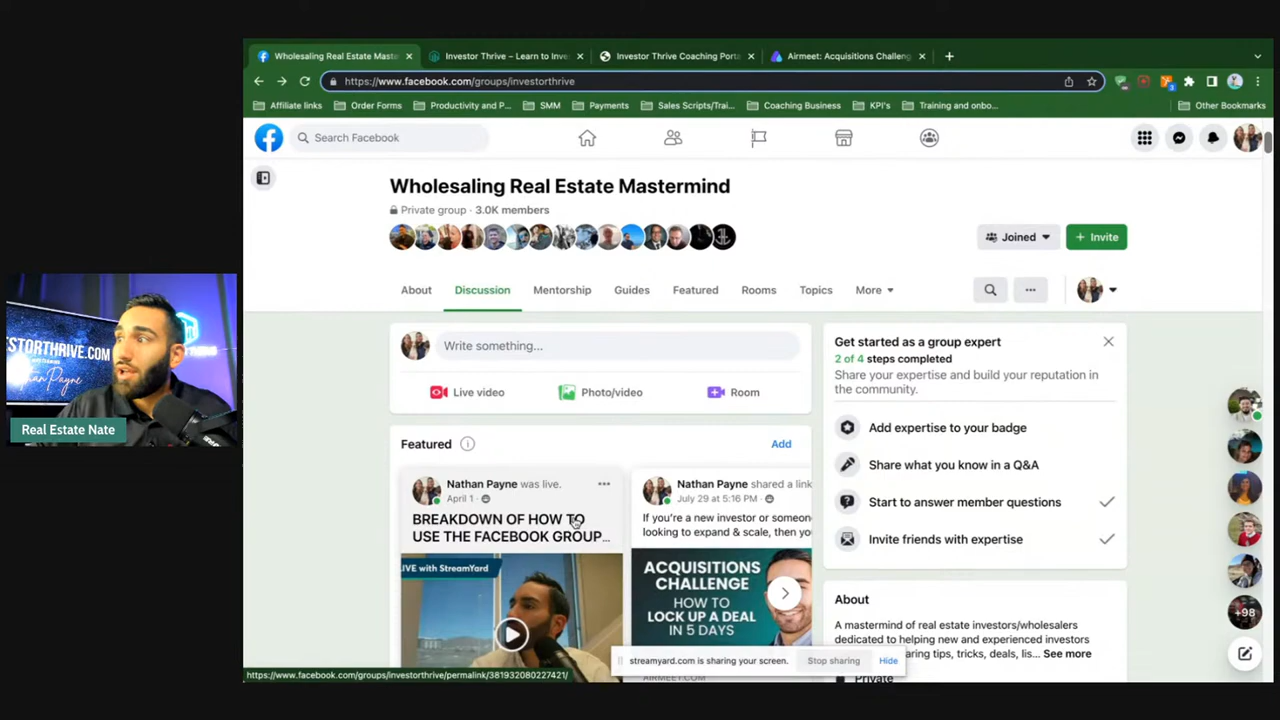 Wholesaling Real Estate Maste
Investor Thrive – Learn to Inve
Investor Thrive Coaching Porta
Airmeet: Acquisitions Challeng
https://www.facebook.com/groups/investorthrive
Affiliate links
Order Forms
Productivity and P...
SMM
Payments
Sales Scripts/Trai...
Coaching Business
KPI's
Training and onbo...
Other Bookmarks
Search Facebook
Wholesaling Real Estate Mastermind
Private group · 3.0K members
Joined
+ Invite
About
Discussion
Mentorship
Guides
Featured
Rooms
Topics
More
Write something...
Live video
Photo/video
Room
Featured
Add
Nathan Payne was live.
April 1 ·
BREAKDOWN OF HOW TO
USE THE FACEBOOK GROUP...
LIVE with StreamYard
Nathan Payne shared a link
July 29 at 5:16 PM ·
If you're a new investor or someon
looking to expand & scale, then you
ACQUISITIONS
CHALLENGE
HOW TO
LOCK UP A DEAL
IN 5 DAYS
AIRMEET.COM
Get started as a group expert
2 of 4 steps completed
Share your expertise and build your reputation in
the community.
Add expertise to your badge
Share what you know in a Q&A
Start to answer member questions
Invite friends with expertise
About
A mastermind of real estate investors/wholesalers
dedicated to helping new and experienced investors
aring tips, tricks, deals, lis... See more
Private
+98
streamyard.com is sharing your screen.
Stop sharing
Hide
https://www.facebook.com/groups/investorthrive/permalink/381932080227421/
VESTORTHRIVE.COM
Payne
Real Estate Nate